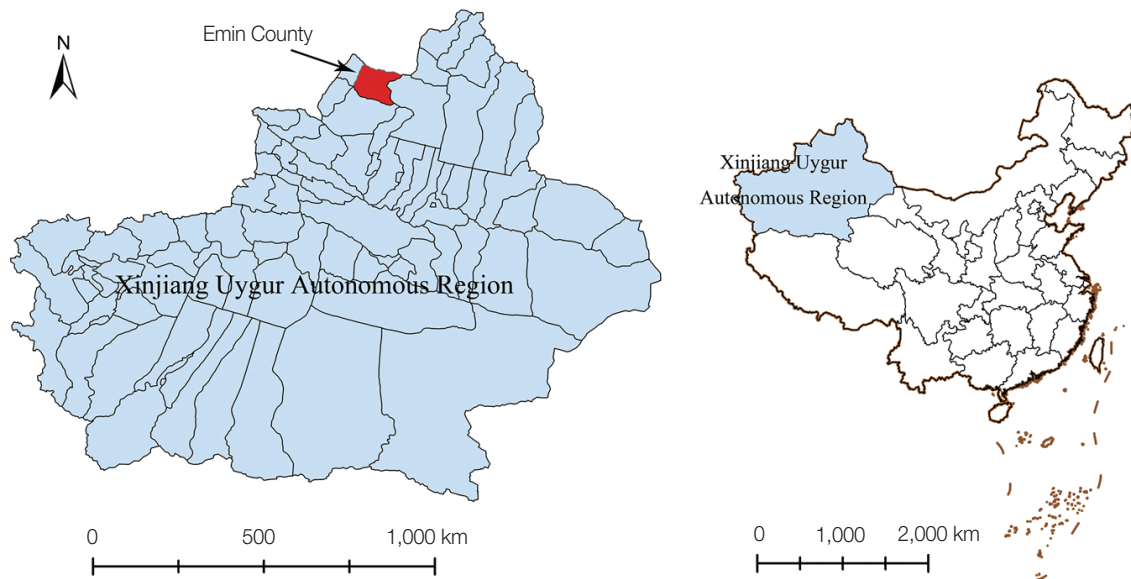 N
Emin County
Xinjiang Uygur Autonomous Region
0 500 1,000 km
Xinjiang Uygur
Autonomous Region
0 1,000 2,000 km